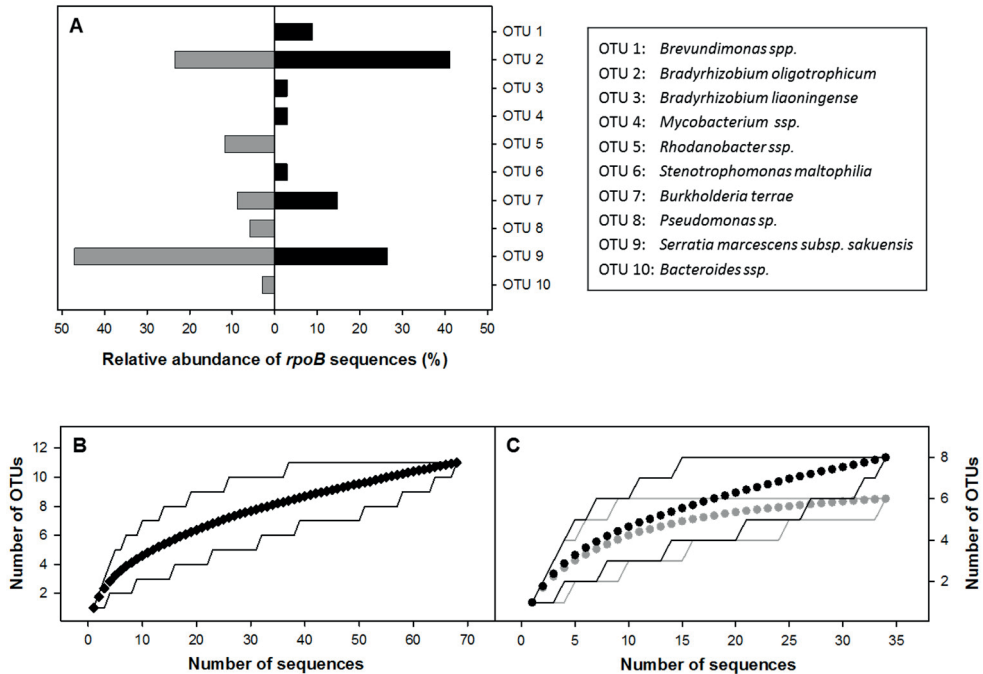 A
OTU 1
OTU 2
OTU 3
OTU 4
OTU 5
OTU 6
OTU 7
OTU 8
OTU 9
OTU 10
50 40 30 20 10 0 10 20 30 40 50
Relative abundance of rpoB sequences (%)
OTU 1: Brevundimonas spp.
OTU 2: Bradyrhizobium oligotrophicum
OTU 3: Bradyrhizobium liaoningense
OTU 4: Mycobacterium ssp.
OTU 5: Rhodanobacter ssp.
OTU 6: Stenotrophomonas maltophilia
OTU 7: Burkholderia terrae
OTU 8: Pseudomonas sp.
OTU 9: Serratia marcescens subsp. sakuensis
OTU 10: Bacteroides ssp.
B
Number of OTUs
12
10
8
6
4
2
0 10 20 30 40 50 60 70
Number of sequences
C
8
6
4
2
Number of OTUs
0 5 10 15 20 25 30 35
Number of sequences